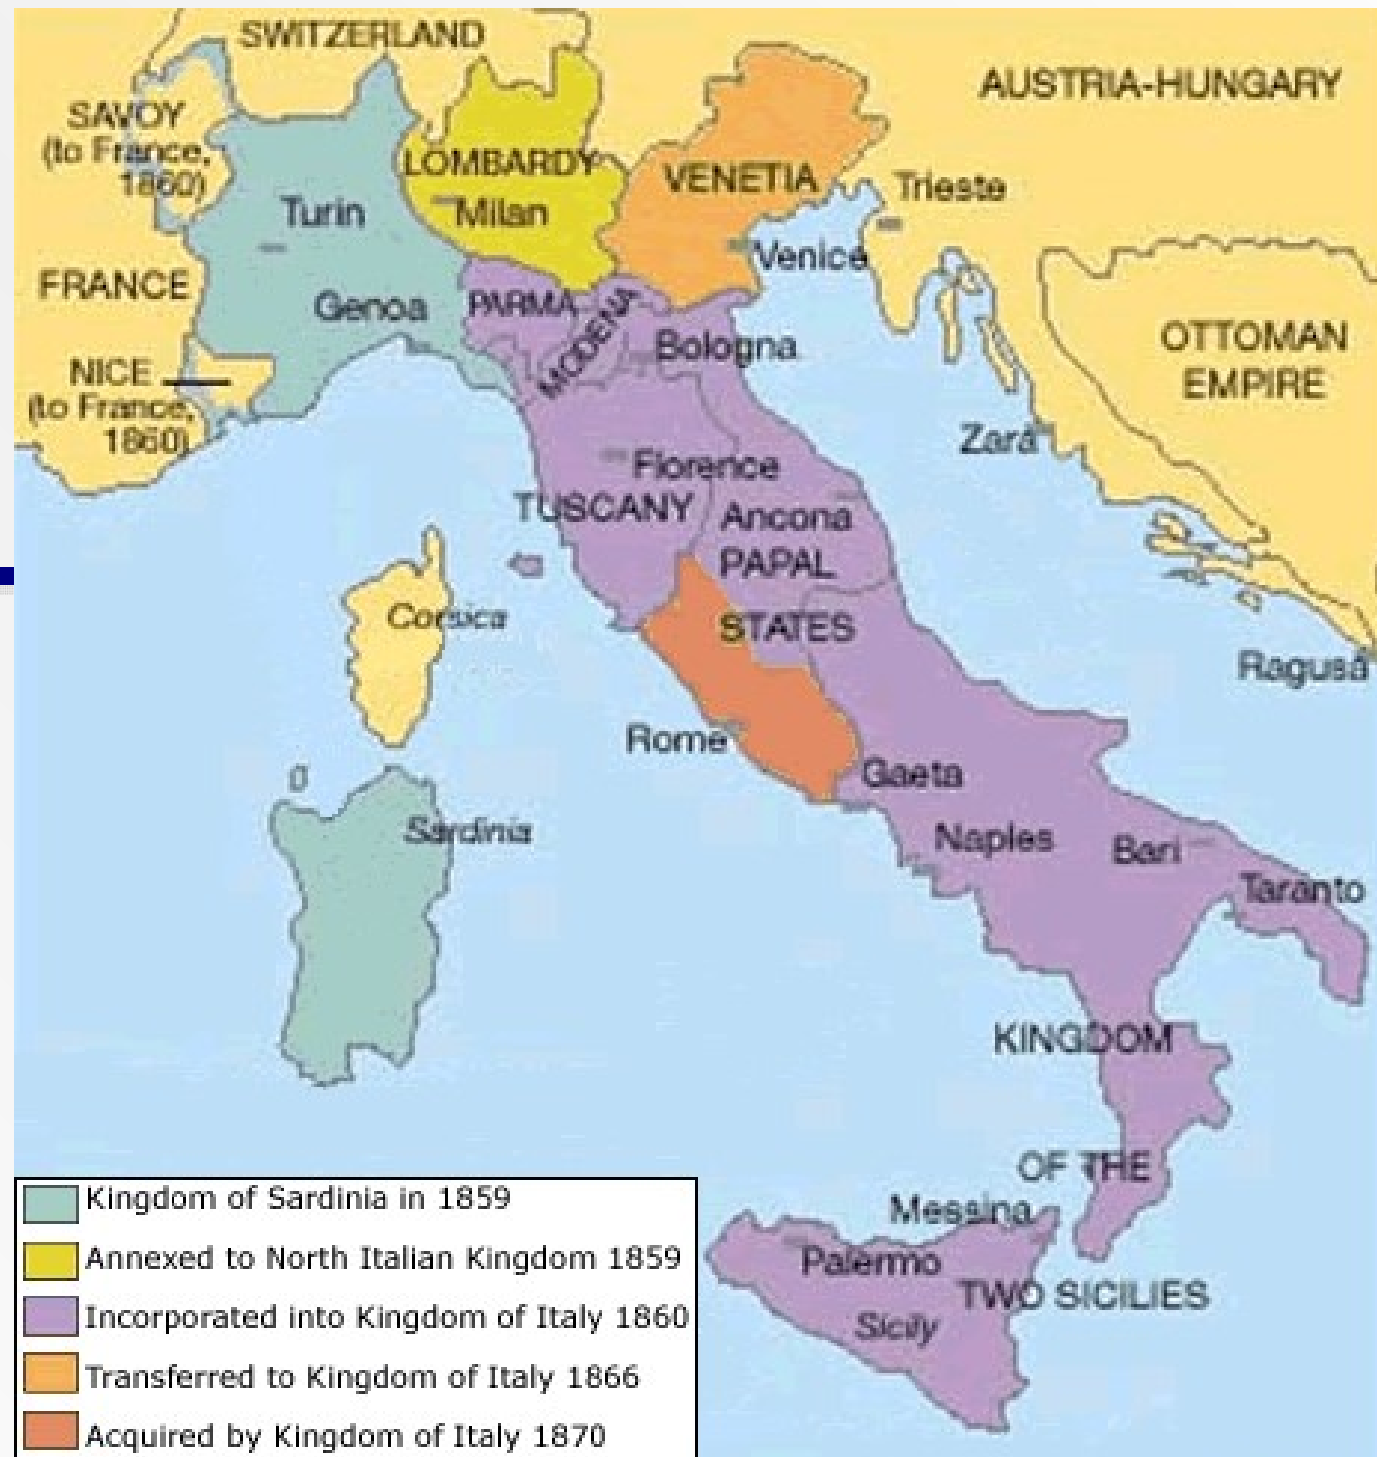 SWITZERLAND
AUSTRIA-HUNGARY
SAVOY
(to France,
1860)
LOMBARDY
Milan
VENETIA
Trieste
Turin
Venice
FRANCE
Genoa
PARMA
MODENA
Bologna
OTTOMAN
EMPIRE
NICE
(to France,
1860)
Zara
Florence
TUSCANY
Ancona
PAPAL
STATES
Corsica
Ragusa
Rome
Gaeta
Sardinia
Naples
Bari
Taranto
KINGDOM
OF THE
Messina
Palermo
TWO SICILIES
Sicily
Kingdom of Sardinia in 1859
Annexed to North Italian Kingdom 1859
Incorporated into Kingdom of Italy 1860
Transferred to Kingdom of Italy 1866
Acquired by Kingdom of Italy 1870